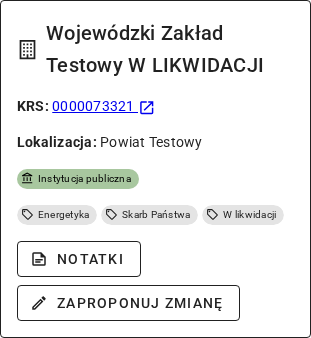 Wojewódzki Zakład
Testowy W LIKWIDACJI
KRS: 0000073321
Lokalizacja: Powiat Testowy
Instytucja publiczna
Energetyka Skarb Państwa W likwidacji
NOTATKI
ZAPROPONUJ ZMIANĘ